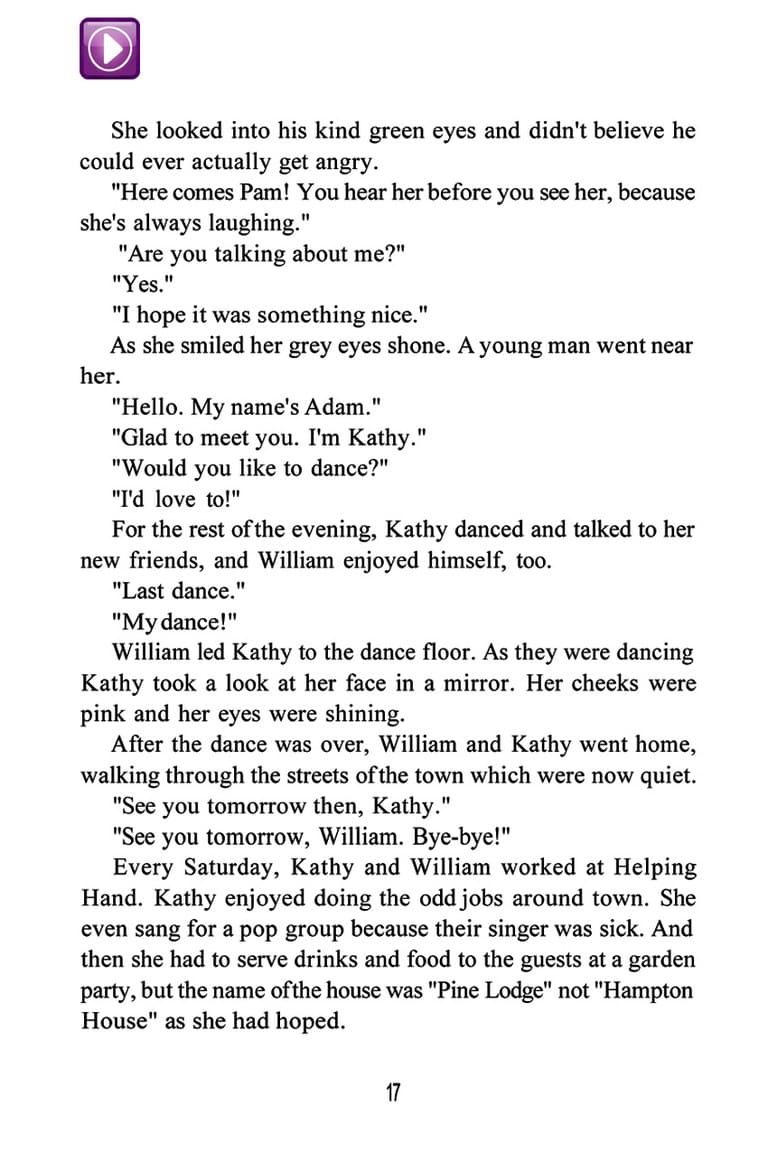 She looked into his kind green eyes and didn't believe he
could ever actually get angry.
"Here comes Pam! You hear her before you see her, because
she's always laughing."
"Are you talking about me?"
"Yes."
"I hope it was something nice."
As she smiled her grey eyes shone. A young man went near
her.
"Hello. My name's Adam."
"Glad to meet you. I'm Kathy."
"Would you like to dance?"
"I'd love to!"
For the rest of the evening, Kathy danced and talked to her
new friends, and William enjoyed himself, too.
"Last dance."
"My dance!"
William led Kathy to the dance floor. As they were dancing
Kathy took a look at her face in a mirror. Her cheeks were
pink and her eyes were shining.
After the dance was over, William and Kathy went home,
walking through the streets of the town which were now quiet.
"See you tomorrow then, Kathy."
"See you tomorrow, William. Bye-bye!"
Every Saturday, Kathy and William worked at Helping
Hand. Kathy enjoyed doing the odd jobs around town. She
even sang for a pop group because their singer was sick. And
then she had to serve drinks and food to the guests at a garden
party, but the name of the house was "Pine Lodge" not "Hampton
House" as she had hoped.
17